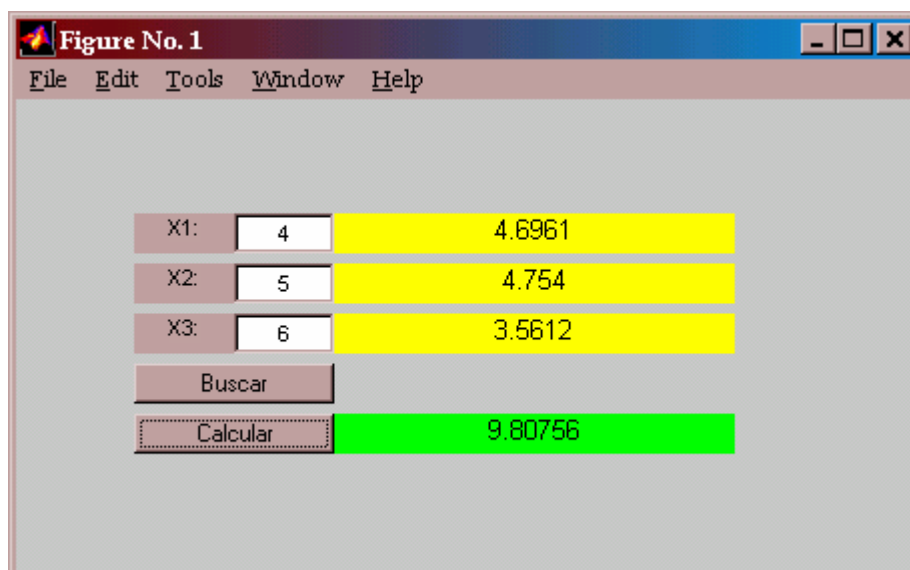 Figure No. 1
File Edit Tools Window Help
X1: 4 4.6961
X2: 5 4.754
X3: 6 3.5612
Buscar
Calcular 9.80756